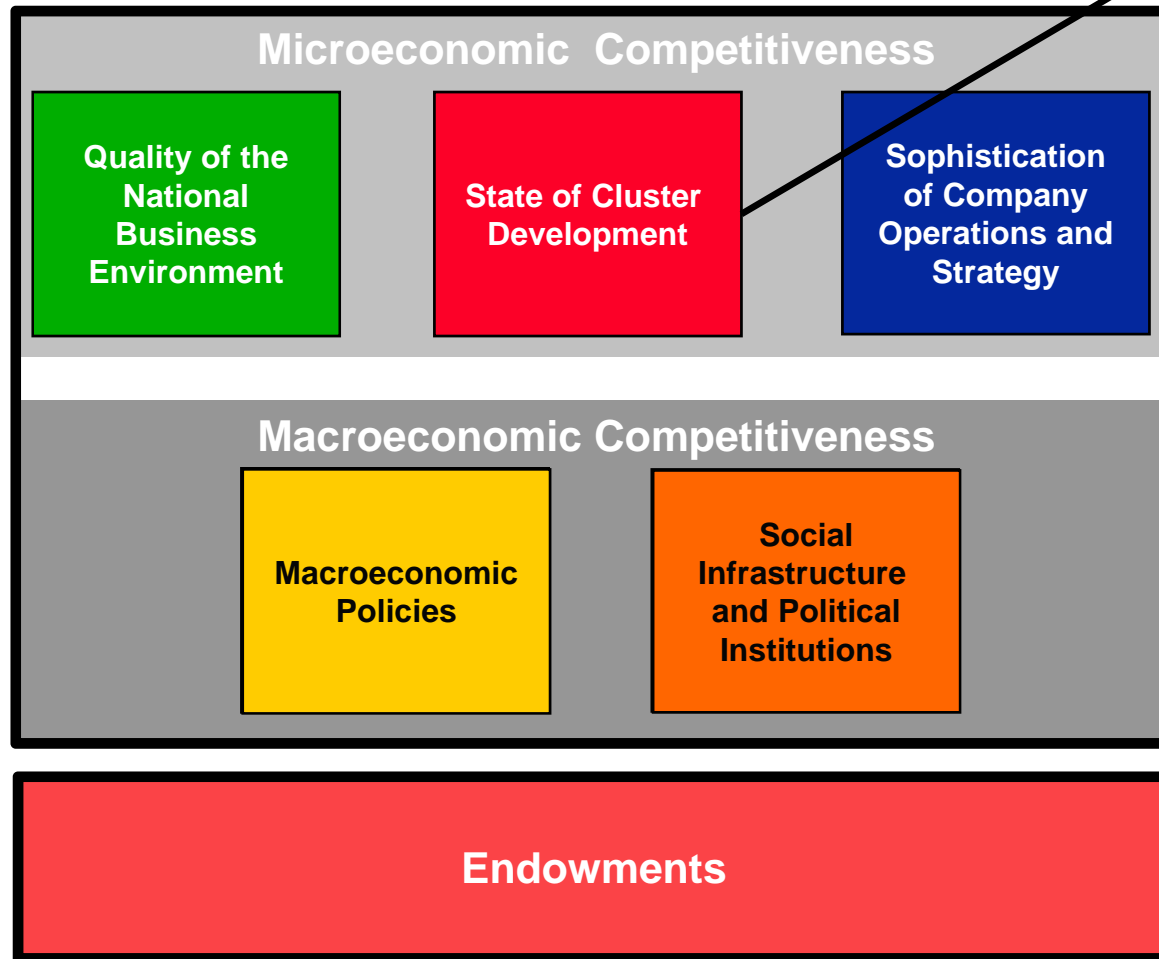 Microeconomic  Competitiveness
Quality of the
National
Business
Environment
State of Cluster
Development
Sophistication
of Company
Operations and
Strategy
Macroeconomic Competitiveness
Macroeconomic
Policies
Social
Infrastructure
and Political
Institutions
Endowments